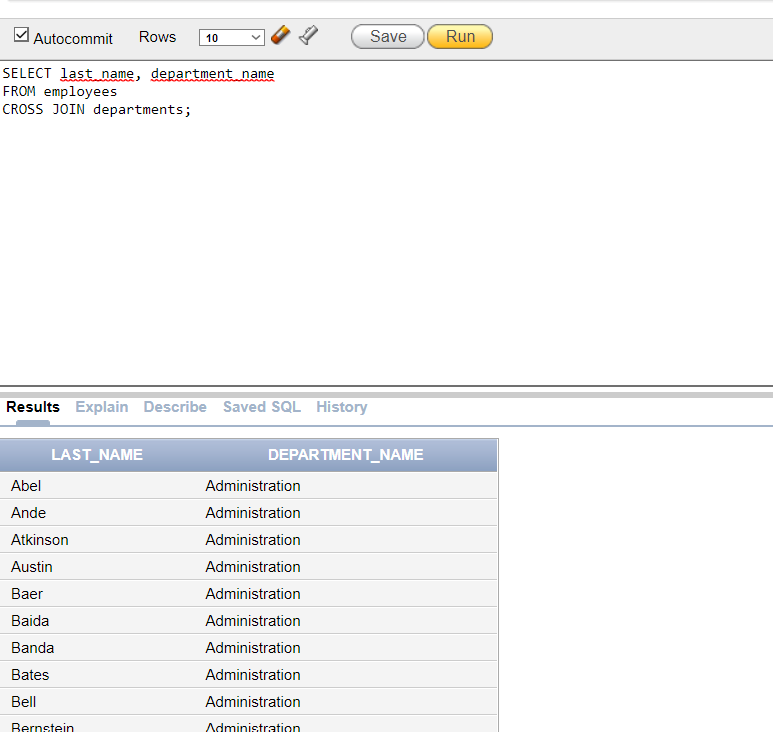 Autocommit Rows 10 Save Run
SELECT last_name, department_name
FROM employees
CROSS JOIN departments;
Results Explain Describe Saved SQL History
LAST_NAME DEPARTMENT_NAME
Abel Administration
Ande Administration
Atkinson Administration
Austin Administration
Baer Administration
Baida Administration
Banda Administration
Bates Administration
Bell Administration
Bernstein Administration